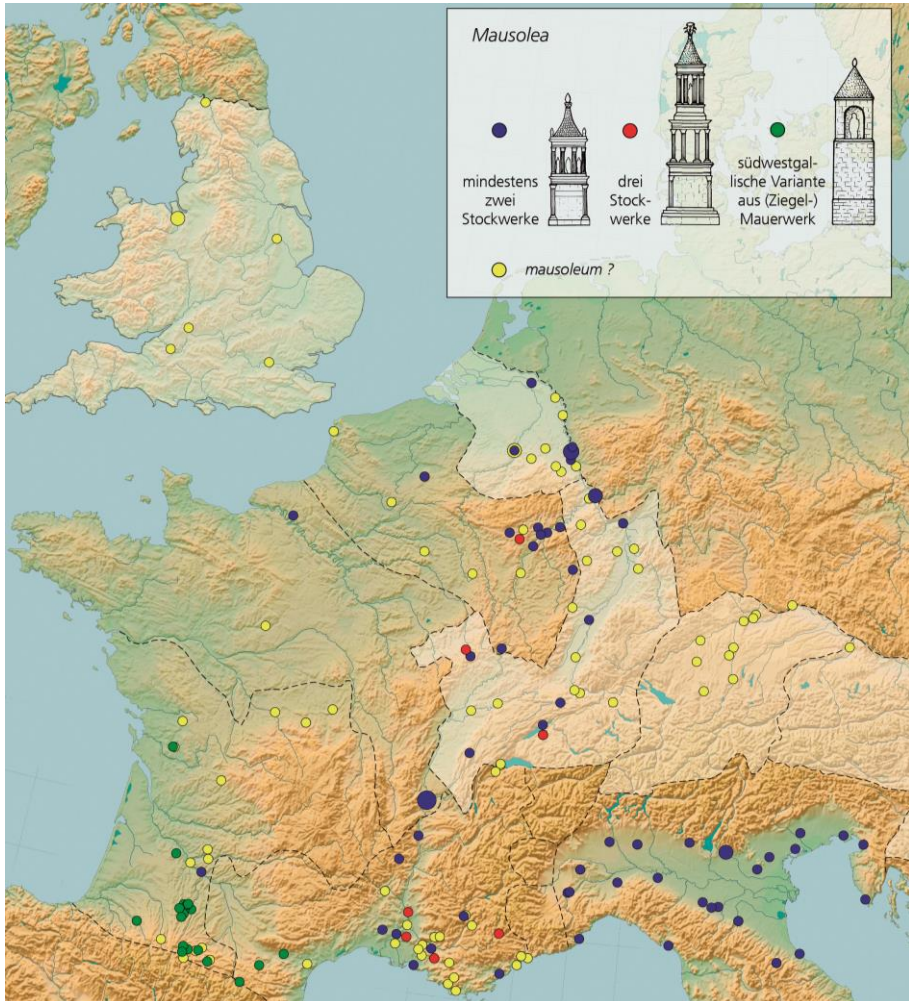 Mausolea
mindestens
zwei
Stockwerke
drei
Stock-
werke
südwestgal-
lische Variante
aus (Ziegel-)
Mauerwerk
mausoleum ?